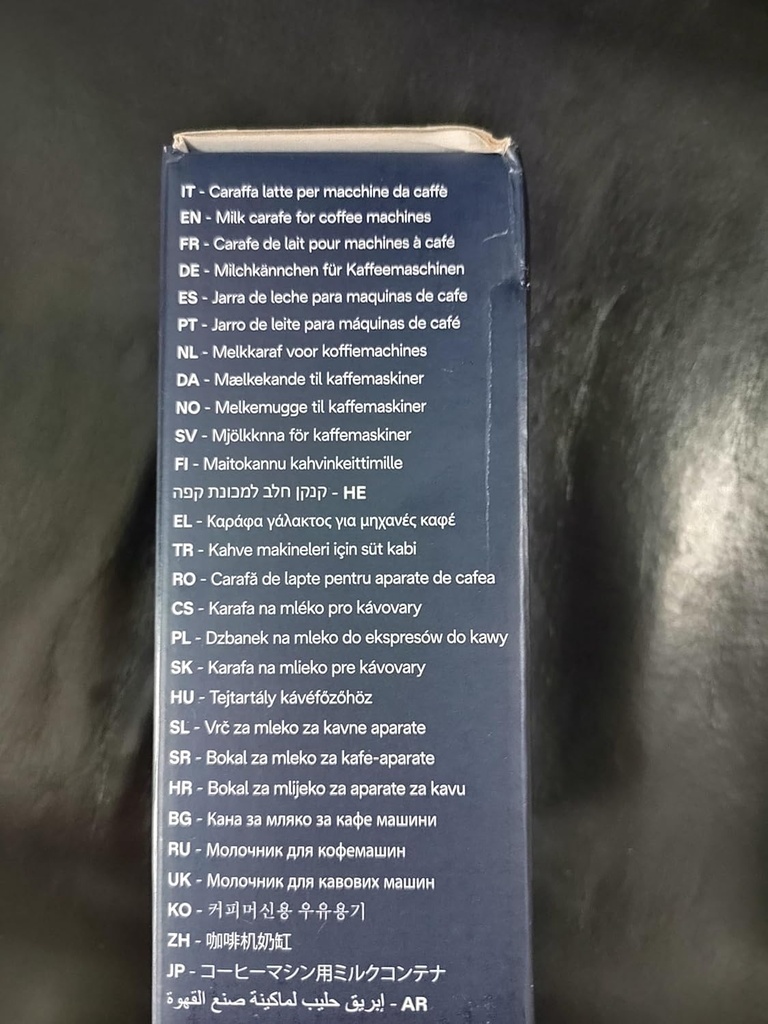 IT - Caraffa latte per macchine da caffè
EN - Milk carafe for coffee machines
FR - Carafe de lait pour machines à café
DE - Milchkännchen für Kaffeemaschinen
ES - Jarra de leche para maquinas de cafe
PT - Jarro de leite para máquinas de café
NL - Melkkaraf voor koffiemachines
DA - Mælkekande til kaffemaskiner
NO - Melkemugge til kaffemaskiner
SV - Mjölkknna för kaffemaskiner
FI - Maitokannu kahvinkeittimille
HE - קנקן חלב למכונת קפה
EL - Καράφα γάλακτος για μηχανές καφέ
TR - Kahve makineleri için süt kabi
RO - Carafă de lapte pentru aparate de cafea
CS - Karafa na mléko pro kávovary
PL - Dzbanek na mleko do ekspresów do kawy
SK - Karafa na mlieko pre kávovary
HU - Tejtartály kávéfőzőhöz
SL - Vrč za mleko za kavne aparate
SR - Bokal za mleko za kafe-aparate
HR - Bokal za mlijeko za aparate za kavu
BG - Кана за мляко за кафе машини
RU - Молочник для кофемашин
UK - Молочник для кавових машин
KO - 커피머신용 우유용기
ZH - 咖啡机奶缸
JP - コーヒーマシン用ミルクコンテナ
AR - إبريق حليب لماكينة صنع القهوة